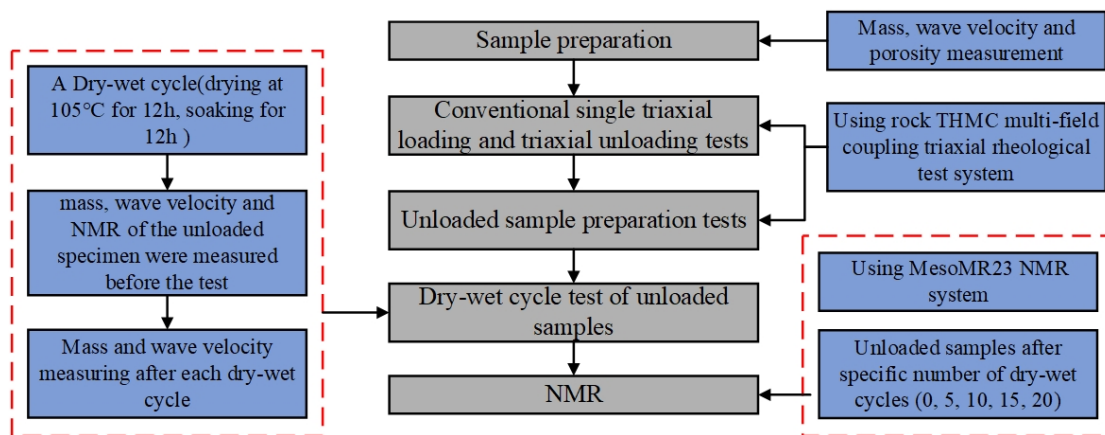 Sample preparation
Mass, wave velocity and
porosity measurement
A Dry-wet cycle(drying at
105℃ for 12h, soaking for
12h )
Conventional single triaxial
loading and triaxial unloading tests
Using rock THMC multi-field
coupling triaxial rheological
test system
mass, wave velocity and
NMR of the unloaded
specimen were measured
before the test
Unloaded sample preparation tests
Using MesoMR23 NMR
system
Dry-wet cycle test of unloaded
samples
Mass and wave velocity
measuring after each dry-wet
cycle
NMR
Unloaded samples after
specific number of dry-wet
cycles (0, 5, 10, 15, 20)